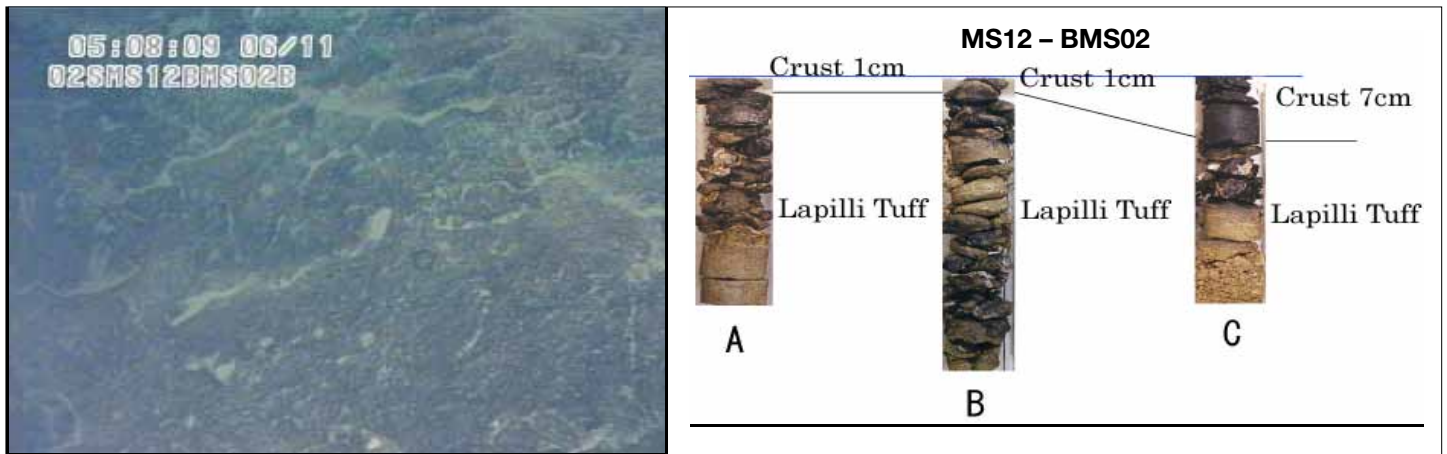 05:08:09 06/11
02SMS12BMS02B
MS12 – BMS02
Crust 1cm
Crust 1cm
Crust 7cm
Lapilli Tuff
Lapilli Tuff
Lapilli Tuff
A
B
C